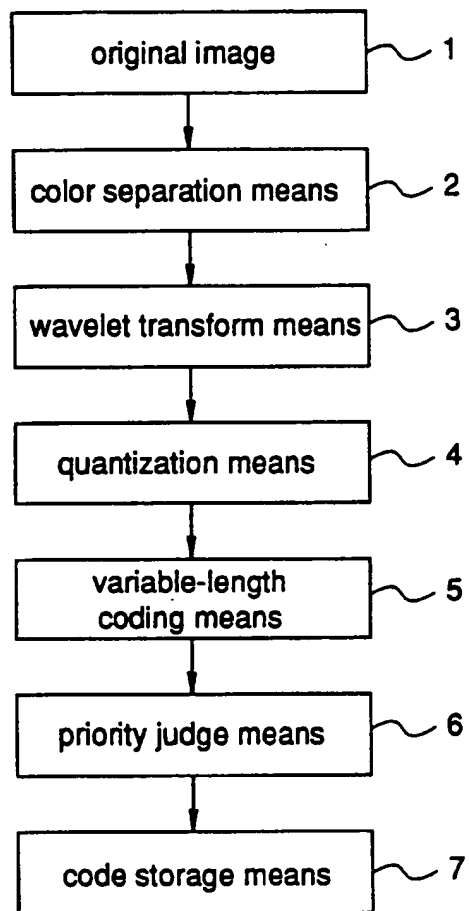 original image
1
color separation means
2
wavelet transform means
3
quantization means
4
variable-length
coding means
5
priority judge means
6
code storage means
7